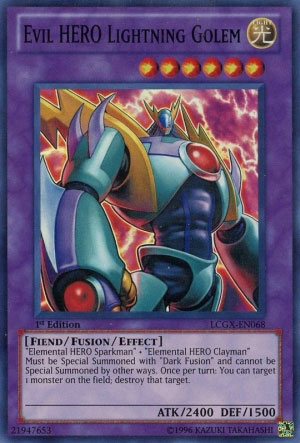 EVIL HERO LIGHTNING GOLEM
LIGHT
光
1st Edition
LCGX-EN068
[FIEND/FUSION/EFFECT]
"Elemental HERO Sparkman" + "Elemental HERO Clayman"
Must be Special Summoned with "Dark Fusion" and cannot be
Special Summoned by other ways. Once per turn: You can target
1 monster on the field; destroy that target.
ATK/2400 DEF/1500
21947653
©1996 KAZUKI TAKAHASHI